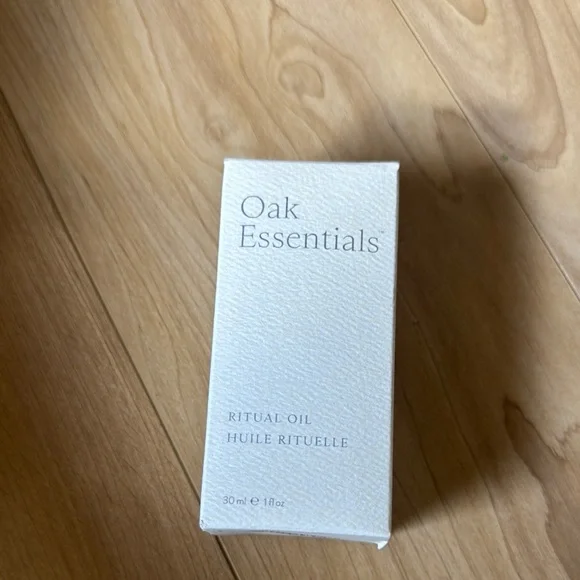 Oak
Essentials™
RITUAL OIL
HUILE RITUELLE
30 ml ℮ 1 fl oz